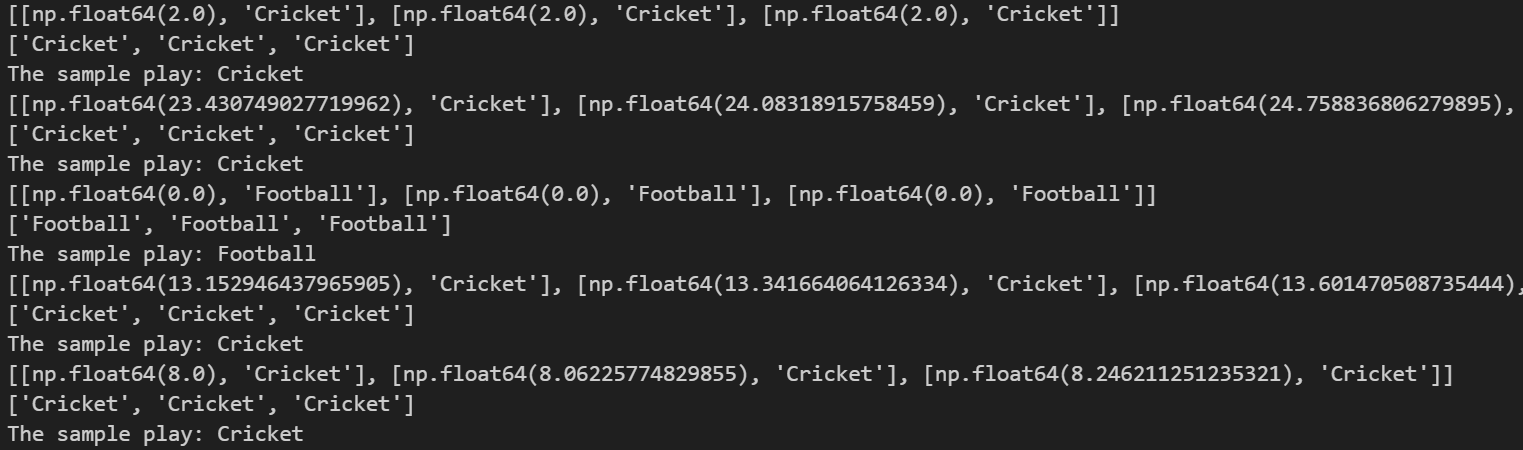 [[np.float64(2.0), 'Cricket'], [np.float64(2.0), 'Cricket'], [np.float64(2.0), 'Cricket']]
['Cricket', 'Cricket', 'Cricket']
The sample play: Cricket
[[np.float64(23.430749027719962), 'Cricket'], [np.float64(24.08318915758459), 'Cricket'], [np.float64(24.758836806279895),
['Cricket', 'Cricket', 'Cricket']
The sample play: Cricket
[[np.float64(0.0), 'Football'], [np.float64(0.0), 'Football'], [np.float64(0.0), 'Football']]
['Football', 'Football', 'Football']
The sample play: Football
[[np.float64(13.152946437965905), 'Cricket'], [np.float64(13.341664064126334), 'Cricket'], [np.float64(13.601470508735444),
['Cricket', 'Cricket', 'Cricket']
The sample play: Cricket
[[np.float64(8.0), 'Cricket'], [np.float64(8.06225774829855), 'Cricket'], [np.float64(8.246211251235321), 'Cricket']]
['Cricket', 'Cricket', 'Cricket']
The sample play: Cricket